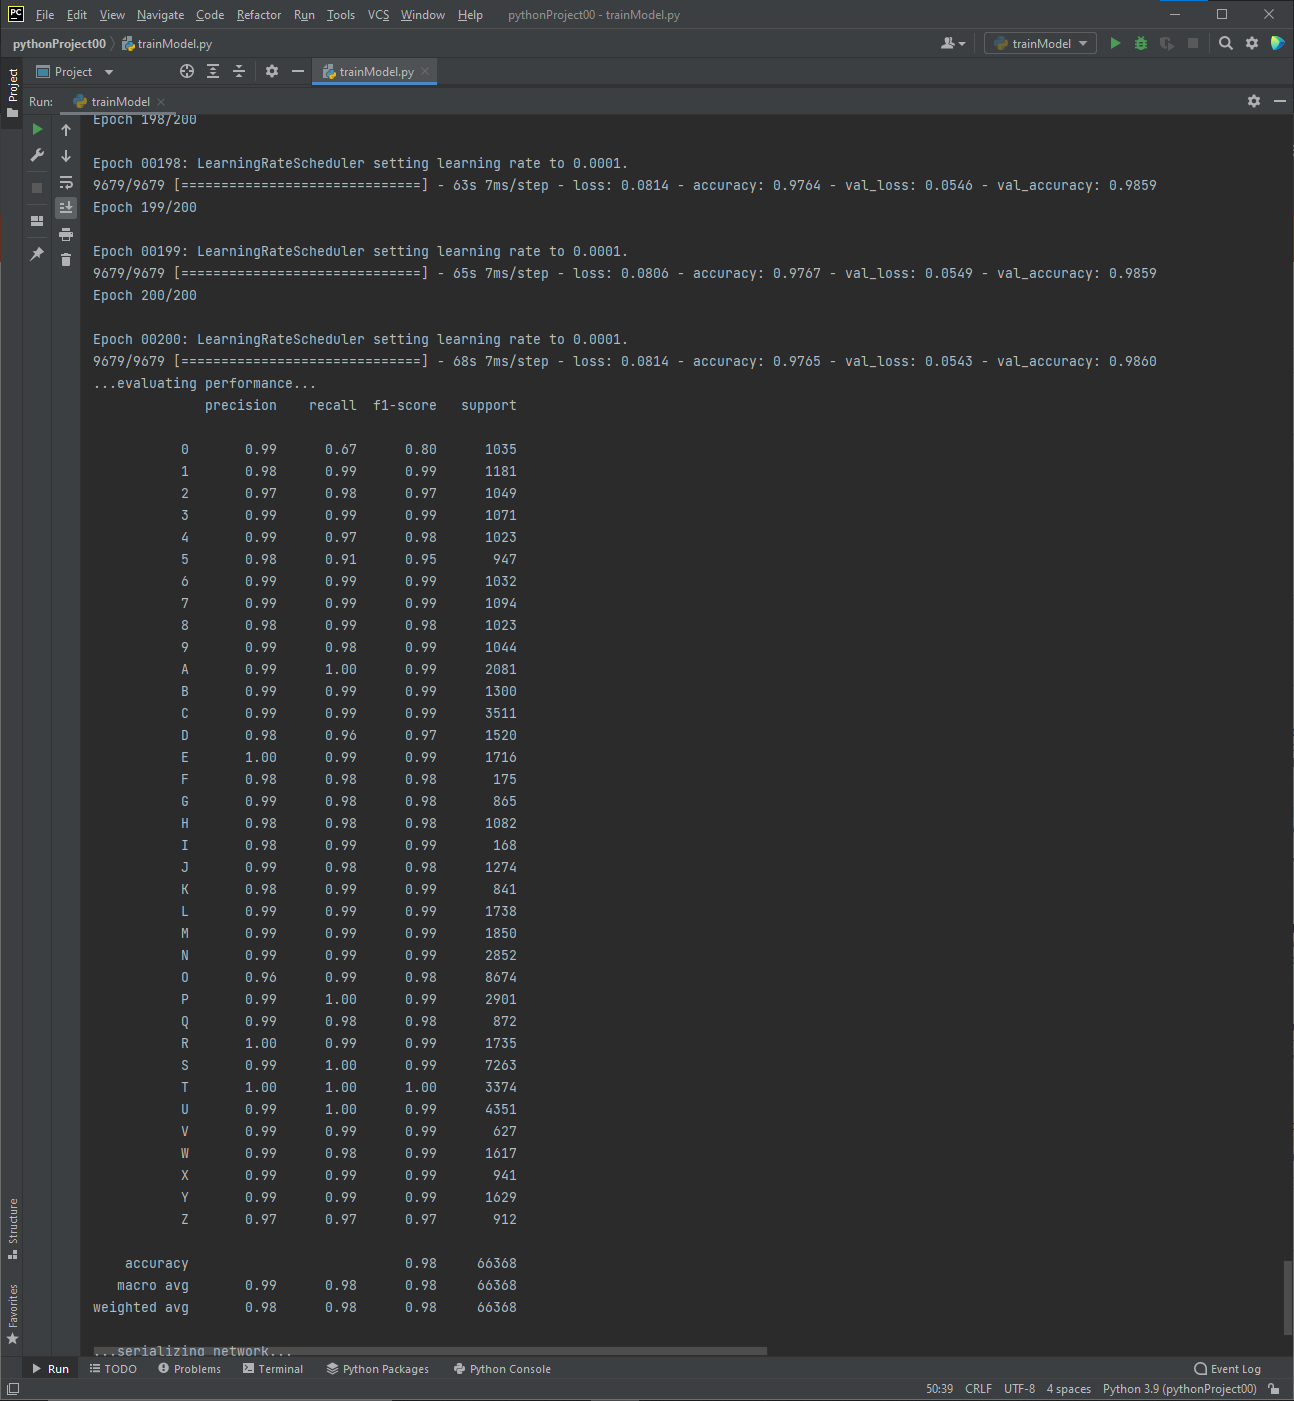 PC File Edit View Navigate Code Refactor Run Tools VCS Window Help pythonProject00 - trainModel.py
pythonProject00 trainModel.py trainModel
Project Project trainModel.py
Run: trainModel
Epoch 198/200
Epoch 00198: LearningRateScheduler setting learning rate to 0.0001.
9679/9679 [==============================] - 63s 7ms/step - loss: 0.0814 - accuracy: 0.9764 - val_loss: 0.0546 - val_accuracy: 0.9859
Epoch 199/200
Epoch 00199: LearningRateScheduler setting learning rate to 0.0001.
9679/9679 [==============================] - 65s 7ms/step - loss: 0.0806 - accuracy: 0.9767 - val_loss: 0.0549 - val_accuracy: 0.9859
Epoch 200/200
Epoch 00200: LearningRateScheduler setting learning rate to 0.0001.
9679/9679 [==============================] - 68s 7ms/step - loss: 0.0814 - accuracy: 0.9765 - val_loss: 0.0543 - val_accuracy: 0.9860
...evaluating performance...
precision recall f1-score support
0 0.99 0.67 0.80 1035
1 0.98 0.99 0.99 1181
2 0.97 0.98 0.97 1049
3 0.99 0.99 0.99 1071
4 0.99 0.97 0.98 1023
5 0.98 0.91 0.95 947
6 0.99 0.99 0.99 1032
7 0.99 0.99 0.99 1094
8 0.98 0.99 0.98 1023
9 0.99 0.98 0.99 1044
A 0.99 1.00 0.99 2081
B 0.99 0.99 0.99 1300
C 0.99 0.99 0.99 3511
D 0.98 0.96 0.97 1520
E 1.00 0.99 0.99 1716
F 0.98 0.98 0.98 175
G 0.99 0.98 0.98 865
H 0.98 0.98 0.98 1082
I 0.98 0.99 0.99 168
J 0.99 0.98 0.98 1274
K 0.98 0.99 0.99 841
L 0.99 0.99 0.99 1738
M 0.99 0.99 0.99 1850
N 0.99 0.99 0.99 2852
O 0.96 0.99 0.98 8674
P 0.99 1.00 0.99 2901
Q 0.99 0.98 0.98 872
R 1.00 0.99 0.99 1735
S 0.99 1.00 0.99 7263
T 1.00 1.00 1.00 3374
U 0.99 1.00 0.99 4351
V 0.99 0.99 0.99 627
W 0.99 0.98 0.99 1617
X 0.99 0.99 0.99 941
Y 0.99 0.99 0.99 1629
Z 0.97 0.97 0.97 912
accuracy 0.98 66368
macro avg 0.99 0.98 0.98 66368
weighted avg 0.98 0.98 0.98 66368
...serializing network...
Structure
Favorites
Run TODO Problems Terminal Python Packages Python Console Event Log
50:39 CRLF UTF-8 4 spaces Python 3.9 (pythonProject00)